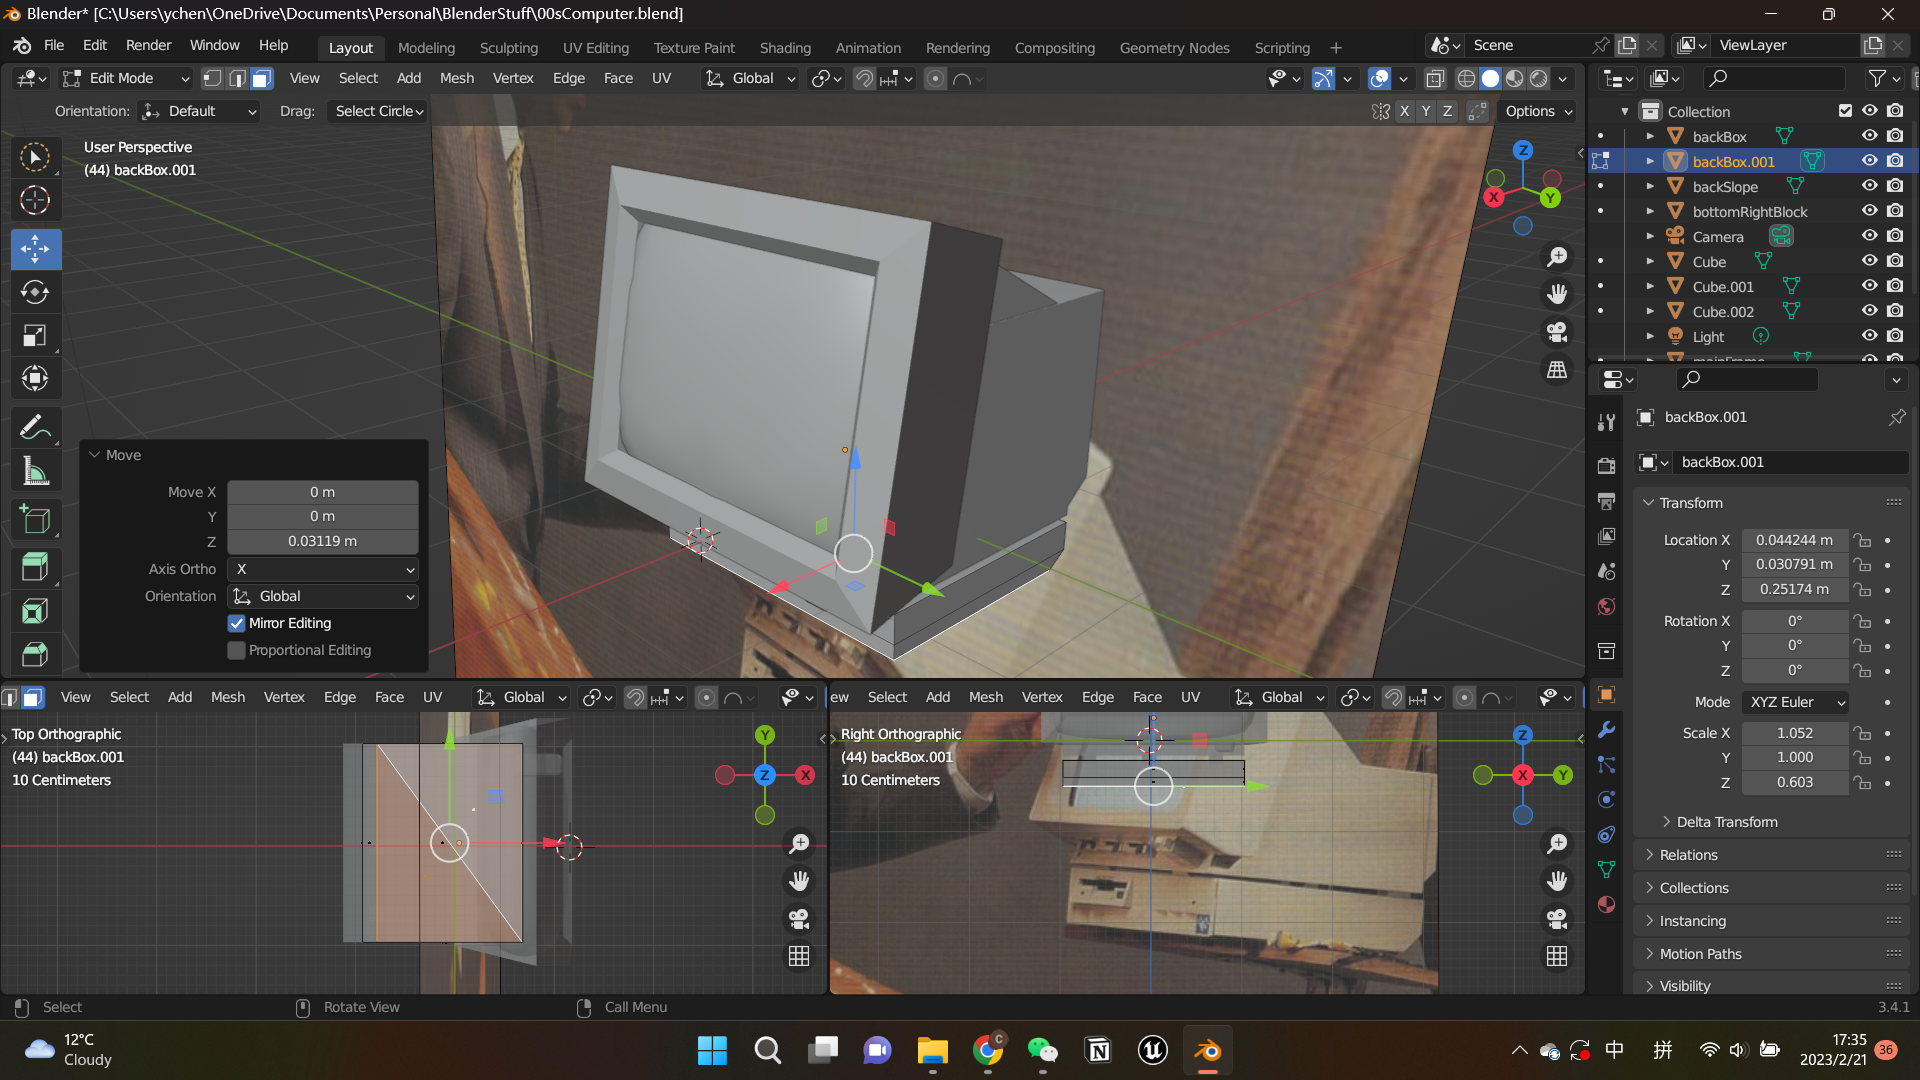 Blender* [C:\Users\ychen\OneDrive\Documents\Personal\BlenderStuff\00sComputer.blend]
File Edit Render Window Help
Layout Modeling Sculpting UV Editing Texture Paint Shading Animation Rendering Compositing Geometry Nodes Scripting +
Scene
ViewLayer
Edit Mode
View Select Add Mesh Vertex Edge Face UV
Global
Orientation: Default Drag: Select Circle
X Y Z Options
User Perspective
(44) backBox.001
Z
X
Y
Collection
backBox
backBox.001
backSlope
bottomRightBlock
Camera
Cube
Cube.001
Cube.002
Light
Move
Move X 0 m
Y 0 m
Z 0.03119 m
Axis Ortho X
Orientation Global
Mirror Editing
Proportional Editing
backBox.001
backBox.001
Transform
Location X 0.044244 m
Y 0.030791 m
Z 0.25174 m
Rotation X 0°
Y 0°
Z 0°
Mode XYZ Euler
Scale X 1.052
Y 1.000
Z 0.603
Delta Transform
Relations
Collections
Instancing
Motion Paths
Visibility
View Select Add Mesh Vertex Edge Face UV
Global
Top Orthographic
(44) backBox.001
10 Centimeters
Y
Z
X
ew Select Add Mesh Vertex Edge Face UV
Global
Right Orthographic
(44) backBox.001
10 Centimeters
Z
X
Y
Select
Rotate View
Call Menu
3.4.1
12°C
Cloudy
C
中
拼
17:35
2023/2/21
36